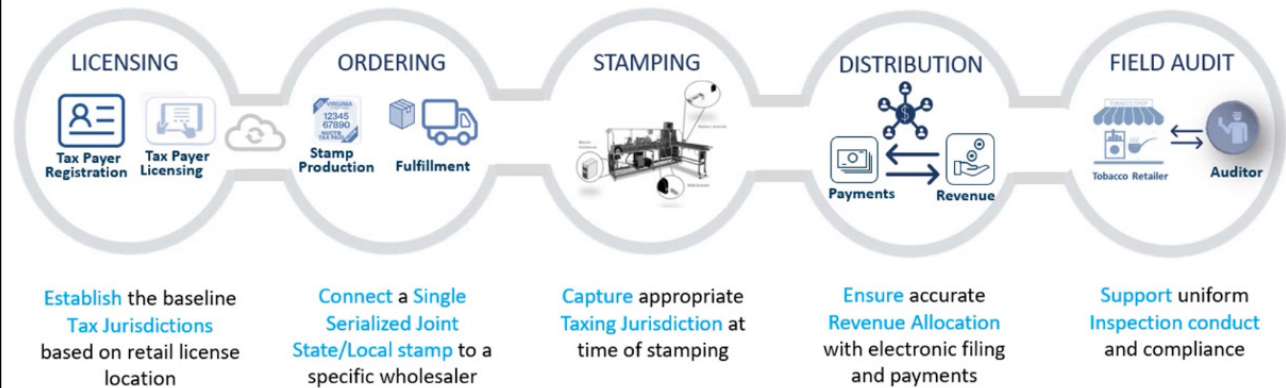 LICENSING
Tax Payer
Registration
Tax Payer
Licensing
Establish the baseline
Tax Jurisdictions
based on retail license
location
ORDERING
VIRGINIA
12345
67890
Stamp
Production
Fulfillment
Connect a Single
Serialized Joint
State/Local stamp to a
specific wholesaler
STAMPING
Capture appropriate
Taxing Jurisdiction at
time of stamping
DISTRIBUTION
$
Payments
Revenue
Ensure accurate
Revenue Allocation
with electronic filing
and payments
FIELD AUDIT
TOBACCO SHOP
Tobacco Retailer
Auditor
Support uniform
Inspection conduct
and compliance